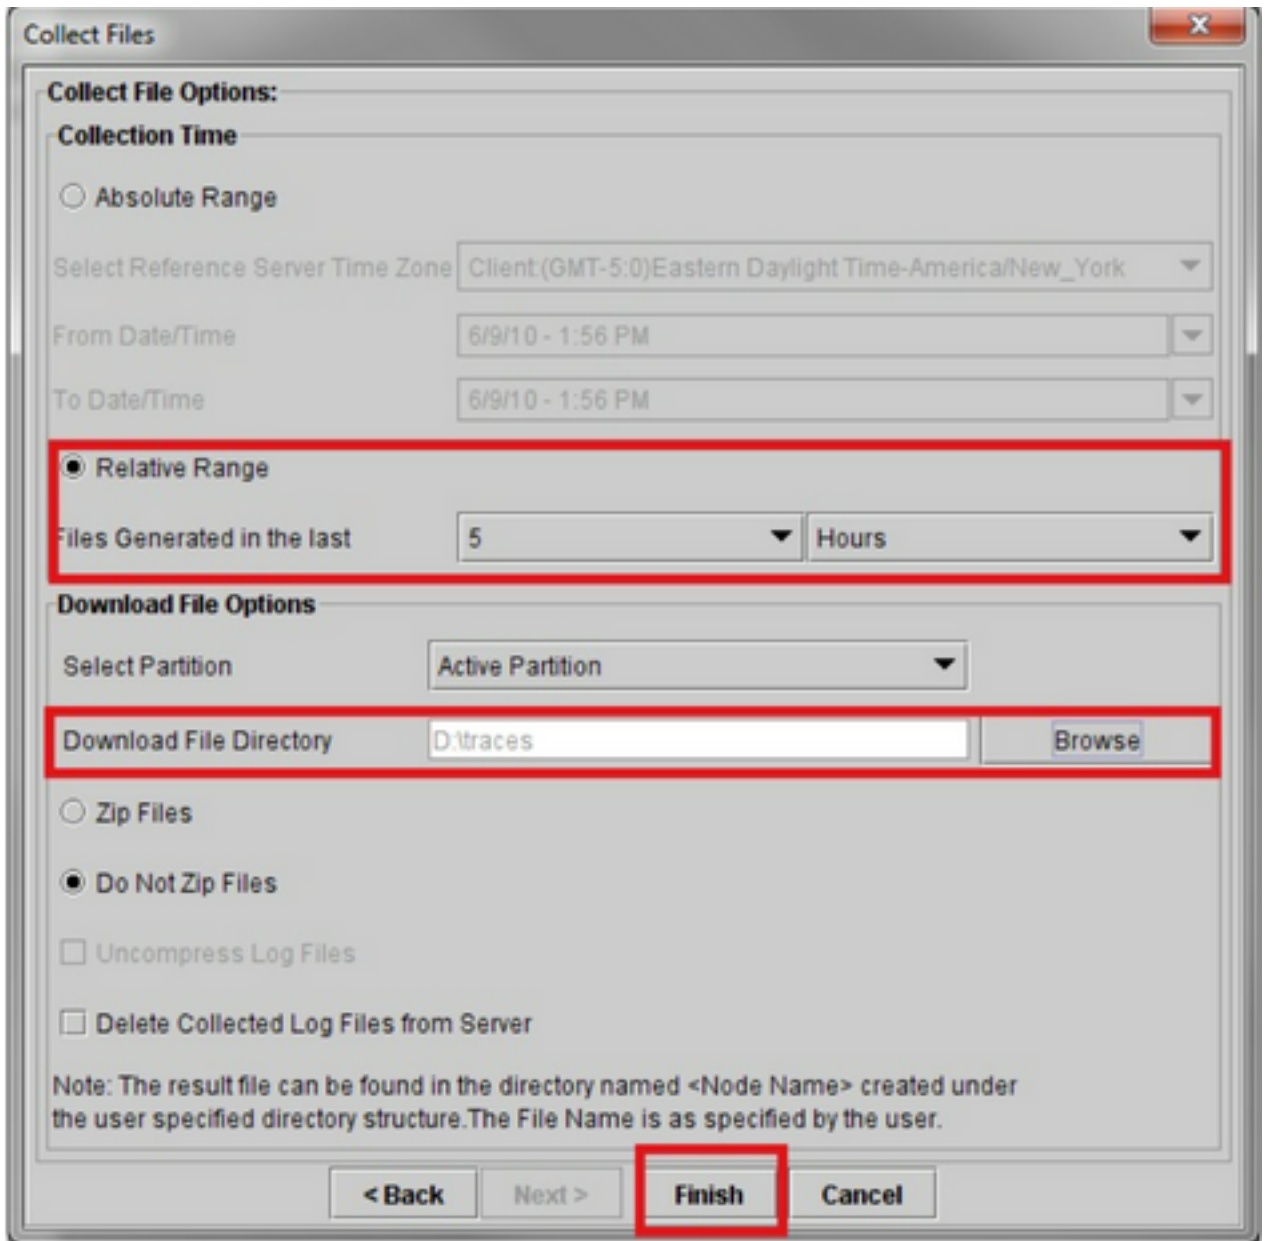 Collect Files
Collect File Options:
Collection Time
Absolute Range
Select Reference Server Time Zone Client:(GMT-5:0)Eastern Daylight Time-America/New_York
From Date/Time 6/9/10 - 1:56 PM
To Date/Time 6/9/10 - 1:56 PM
Relative Range
Files Generated in the last 5 Hours
Download File Options
Select Partition Active Partition
Download File Directory D:\traces Browse
Zip Files
Do Not Zip Files
Uncompress Log Files
Delete Collected Log Files from Server
Note: The result file can be found in the directory named <Node Name> created under
the user specified directory structure.The File Name is as specified by the user.
< Back Next > Finish Cancel